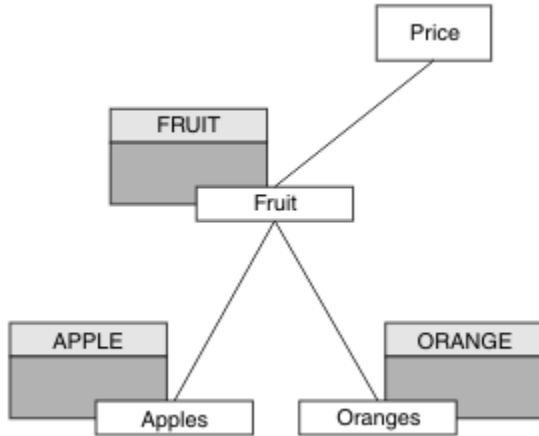 Price
FRUIT
Fruit
APPLE
ORANGE
Apples
Oranges